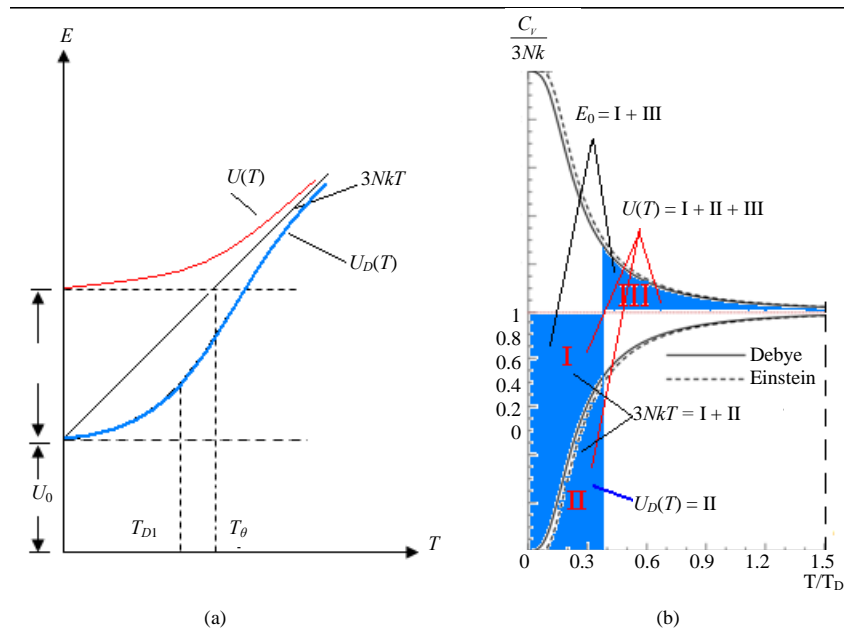 E
U(T)
3NkT
U_D(T)
U_0
T_{D1}
T_θ
T
(a)
C_V
3Nk
E_0 = I + III
U(T) = I + II + III
III
1
0.8
0.6
0.4
0.2
0
I
Debye
Einstein
3NkT = I + II
II
U_D(T) = II
0 0.3 0.6 0.9 1.2 1.5
T/T_D
(b)